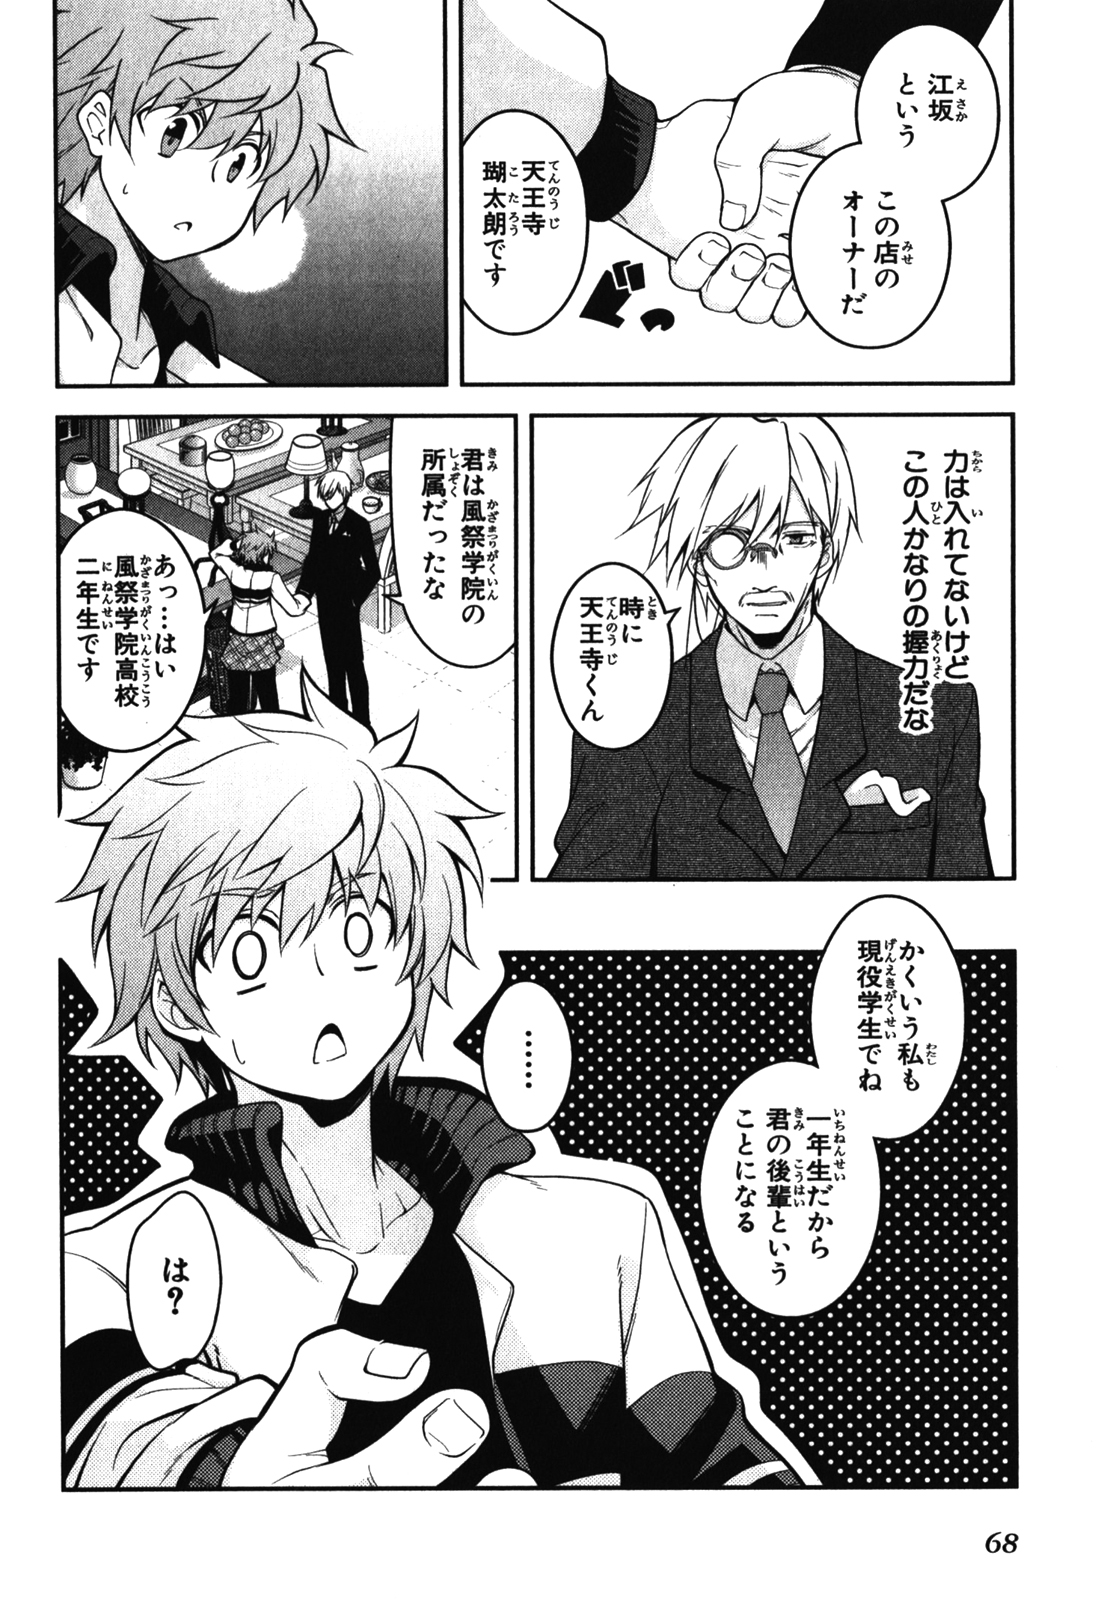 江坂
という
この店の
オーナーだ
天王寺
瑚太朗です
ぐっ
力は入れてないけど
この人かなりの握力だな
時に
天王寺くん
君は風祭学院の
所属だったな
あっ…はい
風祭学院高校
二年生です
かくいう私も
現役学生でね
一年生だから
君の後輩という
ことになる
……
は?
68